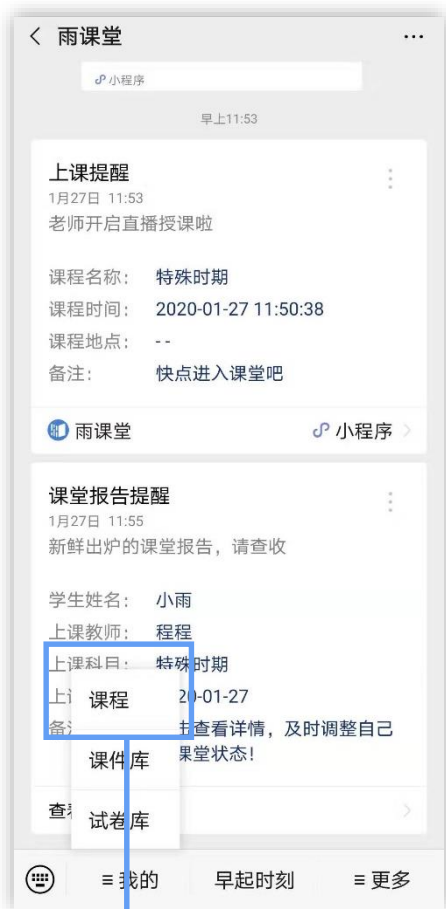 雨课堂
小程序
早上11:53
上课提醒
1月27日 11:53
老师开启直播授课啦
课程名称： 特殊时期
课程时间： 2020-01-27 11:50:38
课程地点： --
备注： 快点进入课堂吧
雨课堂 小程序
课堂报告提醒
1月27日 11:55
新鲜出炉的课堂报告，请查收
学生姓名： 小雨
上课教师： 程程
上课科目： 特殊时期
0-01-27
查看详情，及时调整自己
课堂状态！
课程
课件库
试卷库
我的 早起时刻 更多